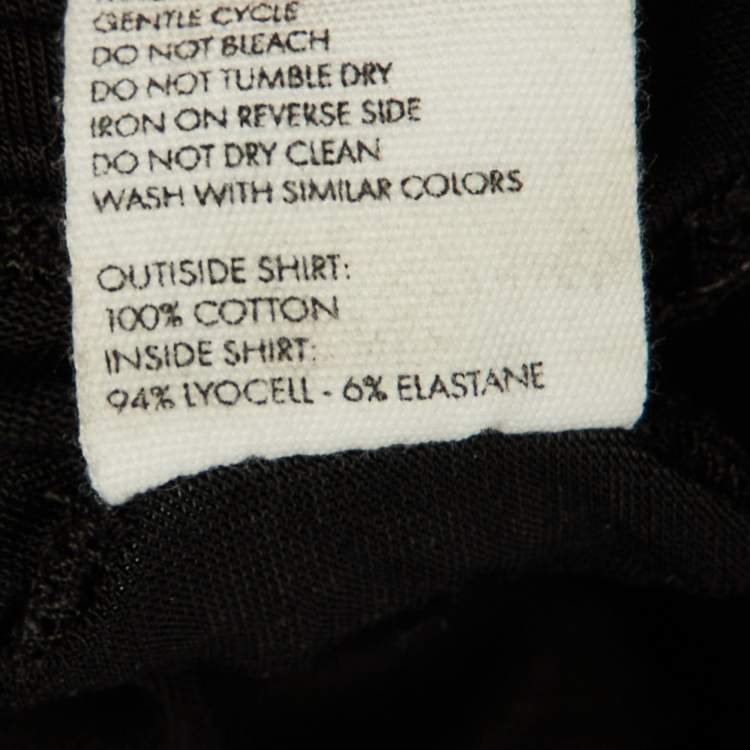 GENTLE CYCLE
DO NOT BLEACH
DO NOT TUMBLE DRY
IRON ON REVERSE SIDE
DO NOT DRY CLEAN
WASH WITH SIMILAR COLORS
OUTISIDE SHIRT:
100% COTTON
INSIDE SHIRT:
94% LYOCELL - 6% ELASTANE